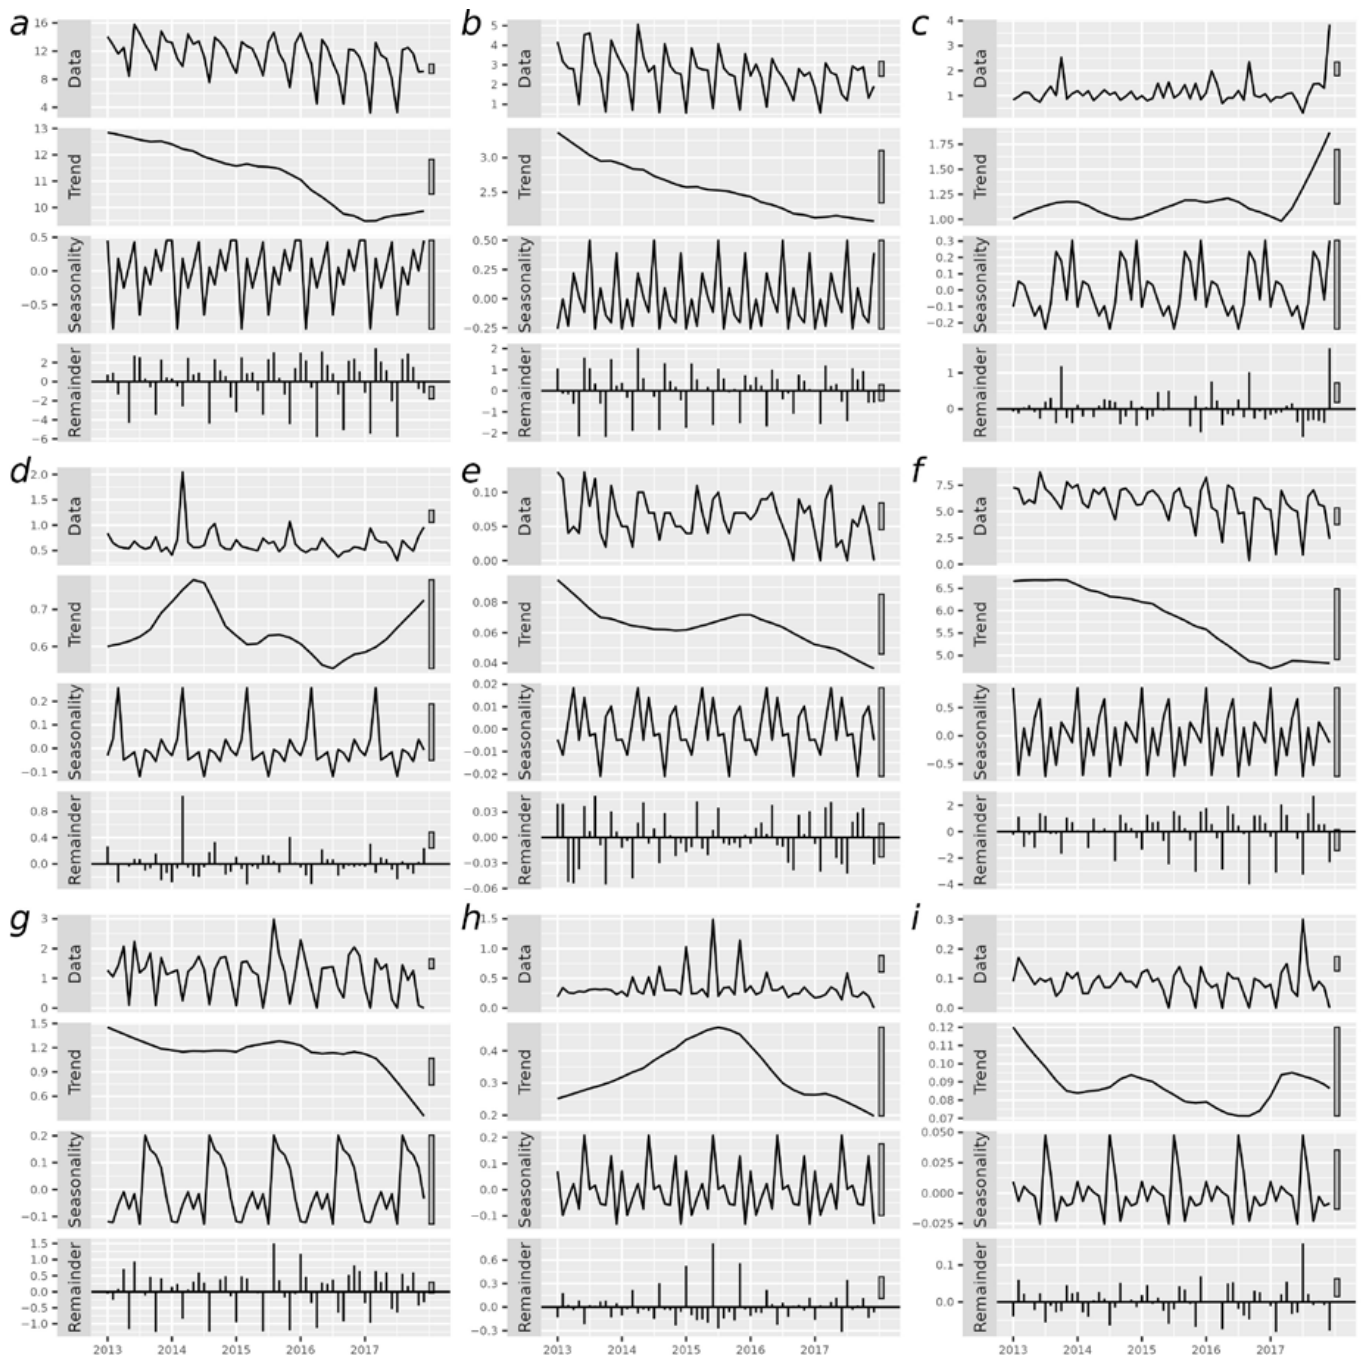 a
Data
16
12
8
4
Trend
13
12
11
10
Seasonality
0.5
0.0
−0.5
Remainder
2
0
−2
−4
−6
b
Data
5
4
3
2
1
Trend
3.0
2.5
Seasonality
0.50
0.25
0.00
−0.25
Remainder
2
1
0
−1
−2
c
Data
4
3
2
1
Trend
1.75
1.50
1.25
1.00
Seasonality
0.3
0.2
0.1
0.0
−0.1
−0.2
Remainder
1
0
d
Data
2.0
1.5
1.0
0.5
Trend
0.7
0.6
Seasonality
0.2
0.1
0.0
−0.1
Remainder
0.8
0.4
0.0
e
Data
0.10
0.05
0.00
Trend
0.08
0.06
0.04
Seasonality
0.02
0.01
0.00
−0.01
−0.02
Remainder
0.03
0.00
−0.03
−0.06
f
Data
7.5
5.0
2.5
0.0
Trend
6.5
6.0
5.5
5.0
Seasonality
0.5
0.0
−0.5
Remainder
2
0
−2
−4
g
Data
3
2
1
0
Trend
1.5
1.2
0.9
0.6
Seasonality
0.2
0.1
0.0
−0.1
Remainder
1.5
1.0
0.5
0.0
−0.5
−1.0
2013 2014 2015 2016 2017
h
Data
1.5
1.0
0.5
0.0
Trend
0.4
0.3
0.2
Seasonality
0.2
0.1
0.0
−0.1
Remainder
0.6
0.3
0.0
−0.3
2013 2014 2015 2016 2017
i
Data
0.3
0.2
0.1
0.0
Trend
0.12
0.11
0.10
0.09
0.08
0.07
Seasonality
0.050
0.025
0.000
−0.025
Remainder
0.1
0.0
2013 2014 2015 2016 2017